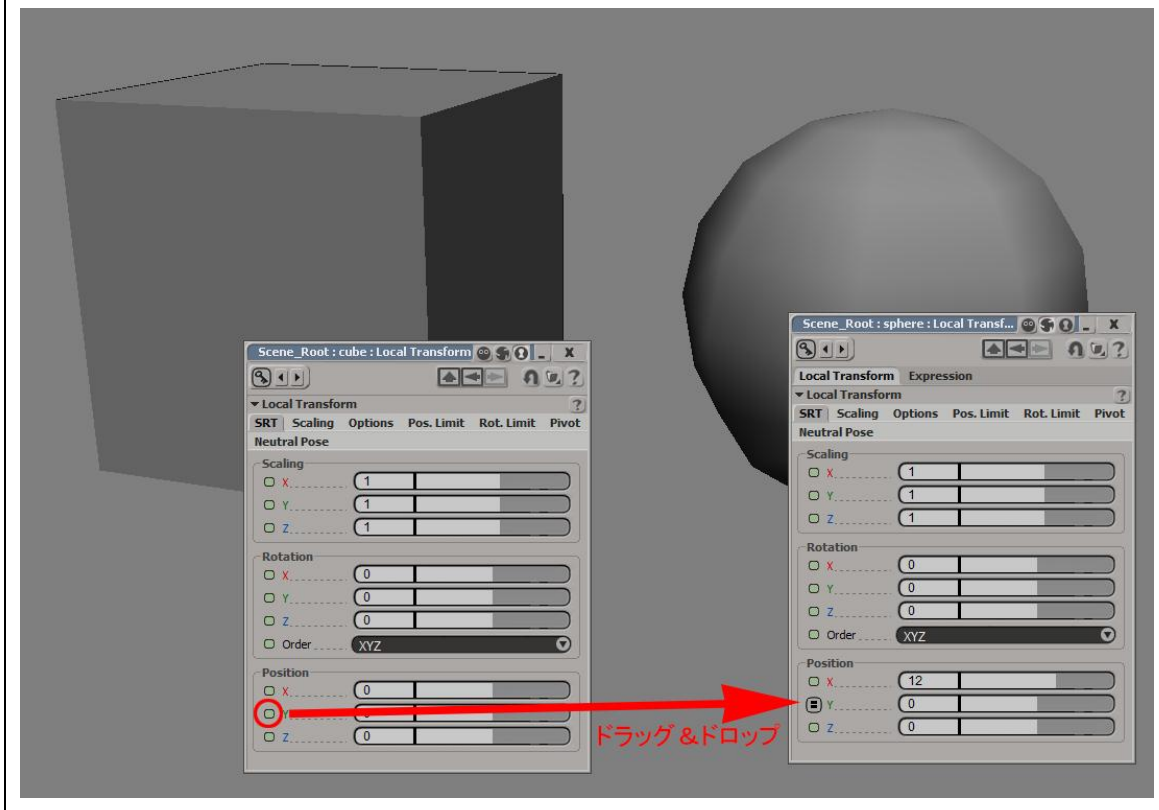 Scene_Root : cube : Local Transform
X
?
Local Transform
?
SRT Scaling Options Pos. Limit Rot. Limit Pivot
Neutral Pose
Scaling
X 1
Y 1
Z 1
Rotation
X 0
Y 0
Z 0
Order XYZ
Position
X 0
Y
Z 0
ドラッグ&ドロップ
Scene_Root : sphere : Local Transf...
X
?
Local Transform Expression
Local Transform
?
SRT Scaling Options Pos. Limit Rot. Limit Pivot
Neutral Pose
Scaling
X 1
Y 1
Z 1
Rotation
X 0
Y 0
Z 0
Order XYZ
Position
X 12
Y 0
Z 0